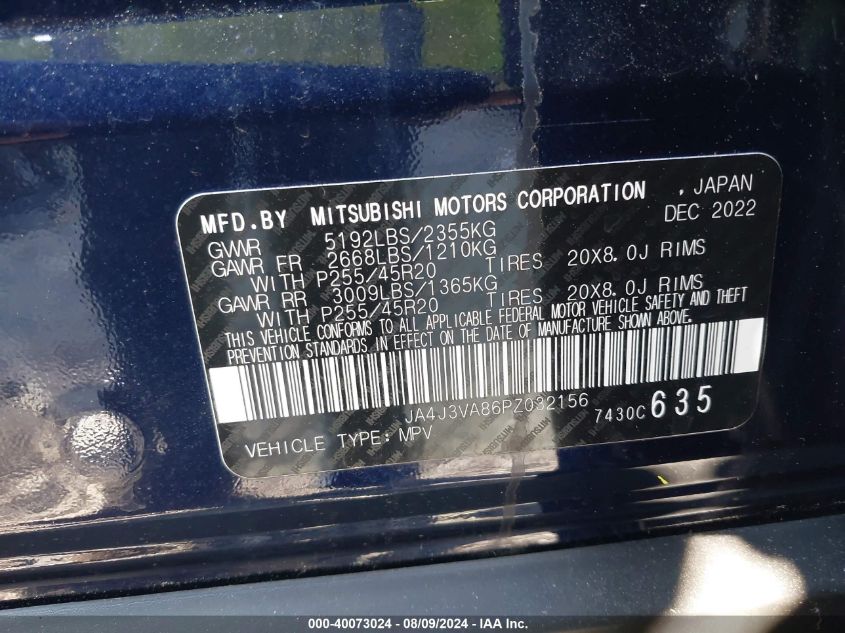 MFD.BY MITSUBISHI MOTORS CORPORATION , JAPAN
DEC 2022
GVWR 5192LBS/2355KG
GAWR FR 2668LBS/1210KG
WITH P255/45R20 TIRES 20X8.0J RIMS
GAWR RR 3009LBS/1365KG
WITH P255/45R20 TIRES 20X8.0J RIMS
THIS VEHICLE CONFORMS TO ALL APPLICABLE FEDERAL MOTOR VEHICLE SAFETY AND THEFT
PREVENTION STANDARDS IN EFFECT ON THE DATE OF MANUFACTURE SHOWN ABOVE.
JA4J3VA86PZ032156
7430C 635
VEHICLE TYPE: MPV
000-40073024 - 08/09/2024 - IAA Inc.